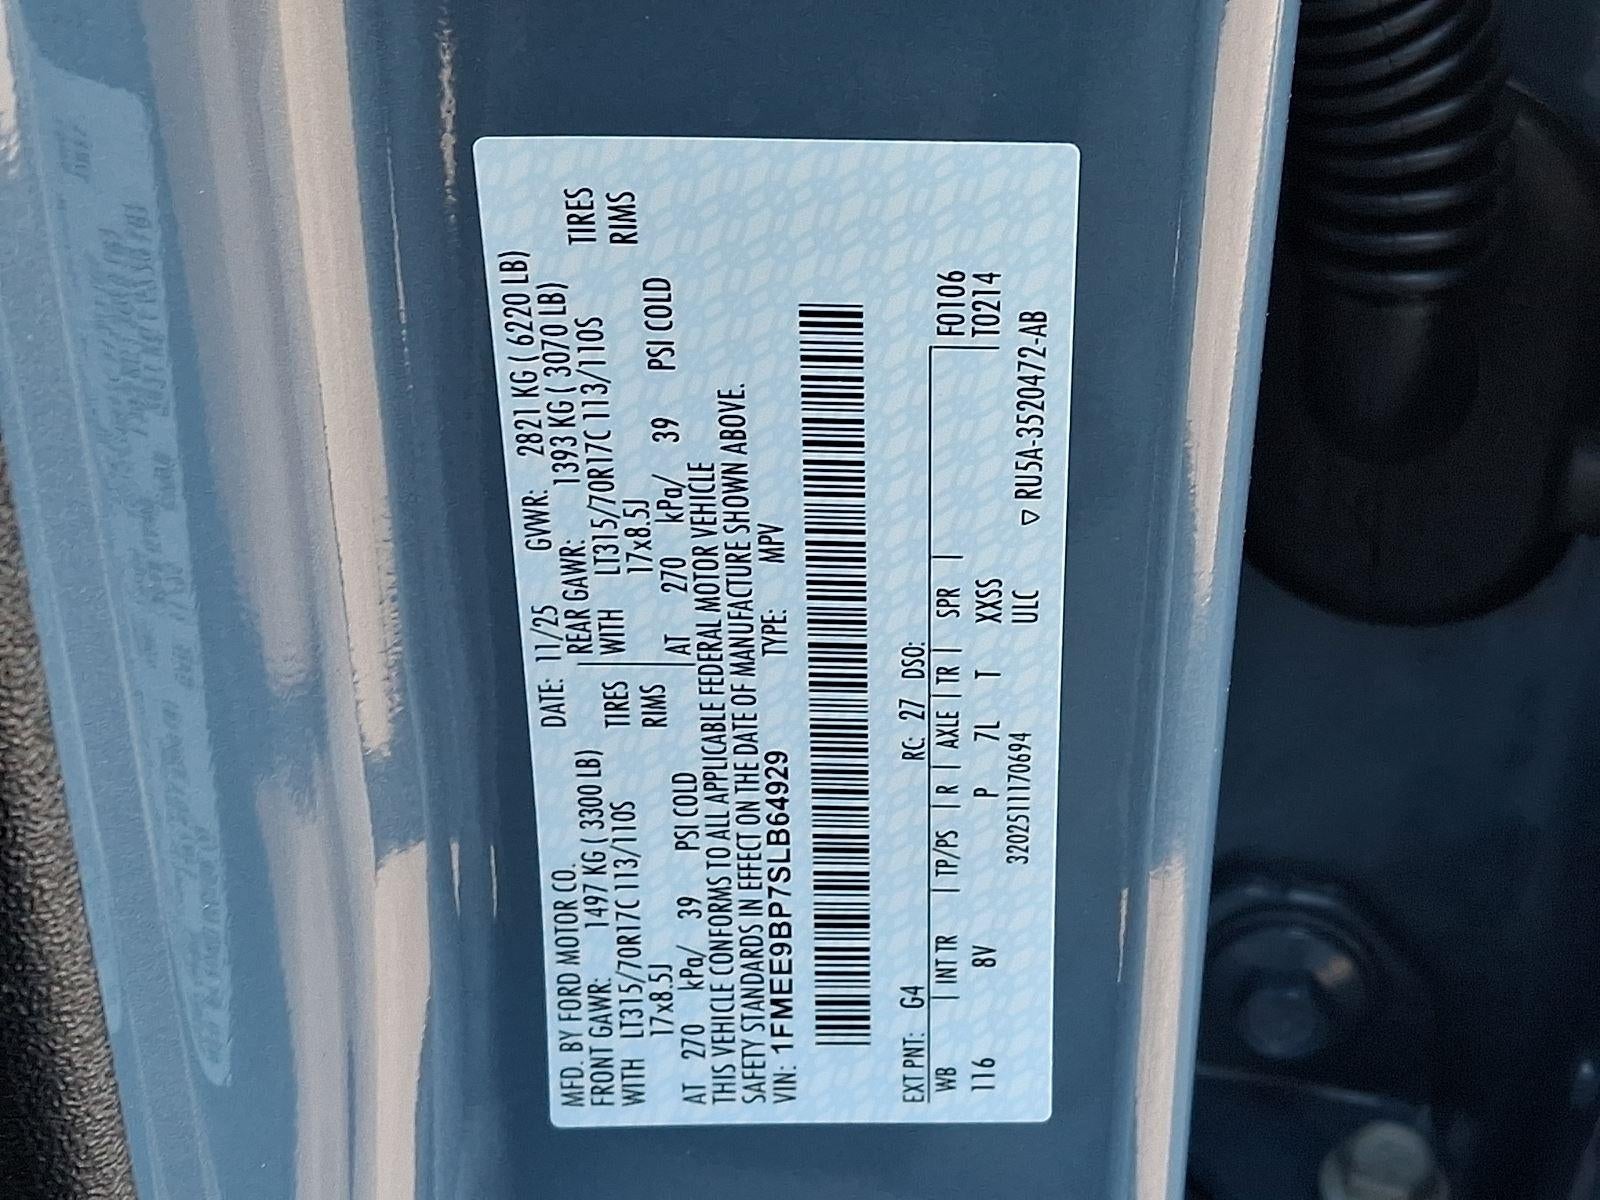 MFD. BY FORD MOTOR CO.
DATE: 11/25 GVWR: 2821 KG ( 6220 LB)
FRONT GAWR: 1497 KG ( 3300 LB) REAR GAWR: 1393 KG ( 3070 LB)
WITH LT315/70R17C 113/110S TIRES WITH LT315/70R17C 113/110S TIRES
17x8.5J RIMS 17x8.5J RIMS
AT 270 kPa/ 39 PSI COLD AT 270 kPa/ 39 PSI COLD
THIS VEHICLE CONFORMS TO ALL APPLICABLE FEDERAL MOTOR VEHICLE
SAFETY STANDARDS IN EFFECT ON THE DATE OF MANUFACTURE SHOWN ABOVE.
VIN: 1FMEE9BP7SLB64929 TYPE: MPV
EXT PNT: G4 RC: 27 DSO:
WB INT TR TP/PS R AXLE TR SPR F0106
116 8V P 7L T XXSS T0214
3202511170694 ULC ▽ RU5A-3520472-AB